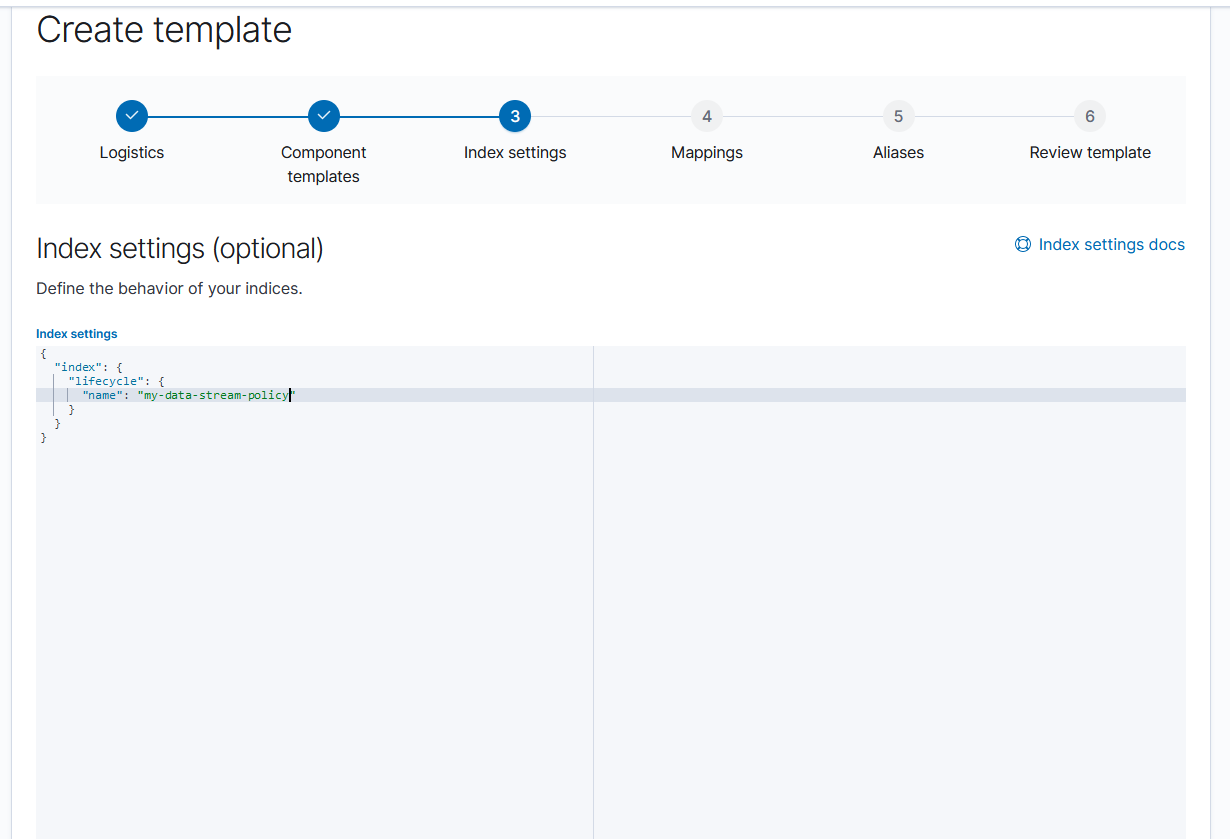 Create template
3
4
5
6
Logistics
Component
templates
Index settings
Mappings
Aliases
Review template
Index settings (optional)
Index settings docs
Define the behavior of your indices.
Index settings
{
  "index": {
    "lifecycle": {
      "name": "my-data-stream-policy"
    }
  }
}